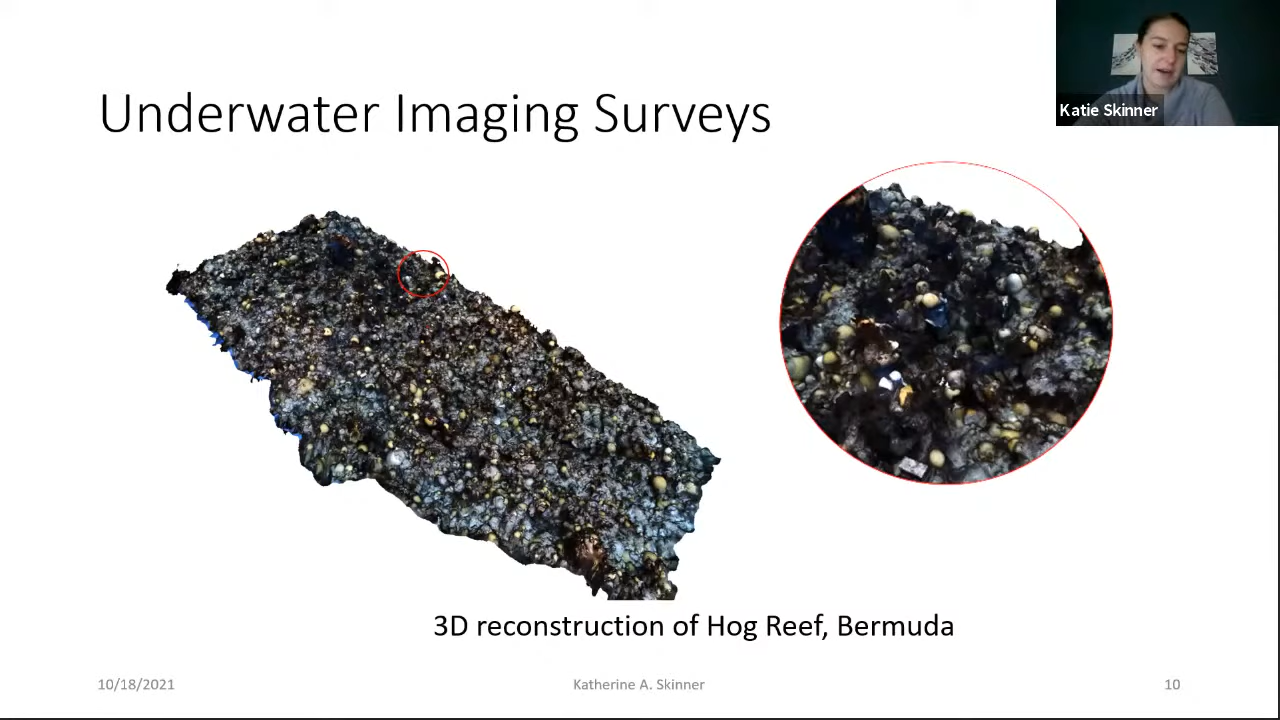 Underwater Imaging Surveys
Katie Skinner
3D reconstruction of Hog Reef, Bermuda
10/18/2021
Katherine A. Skinner
10